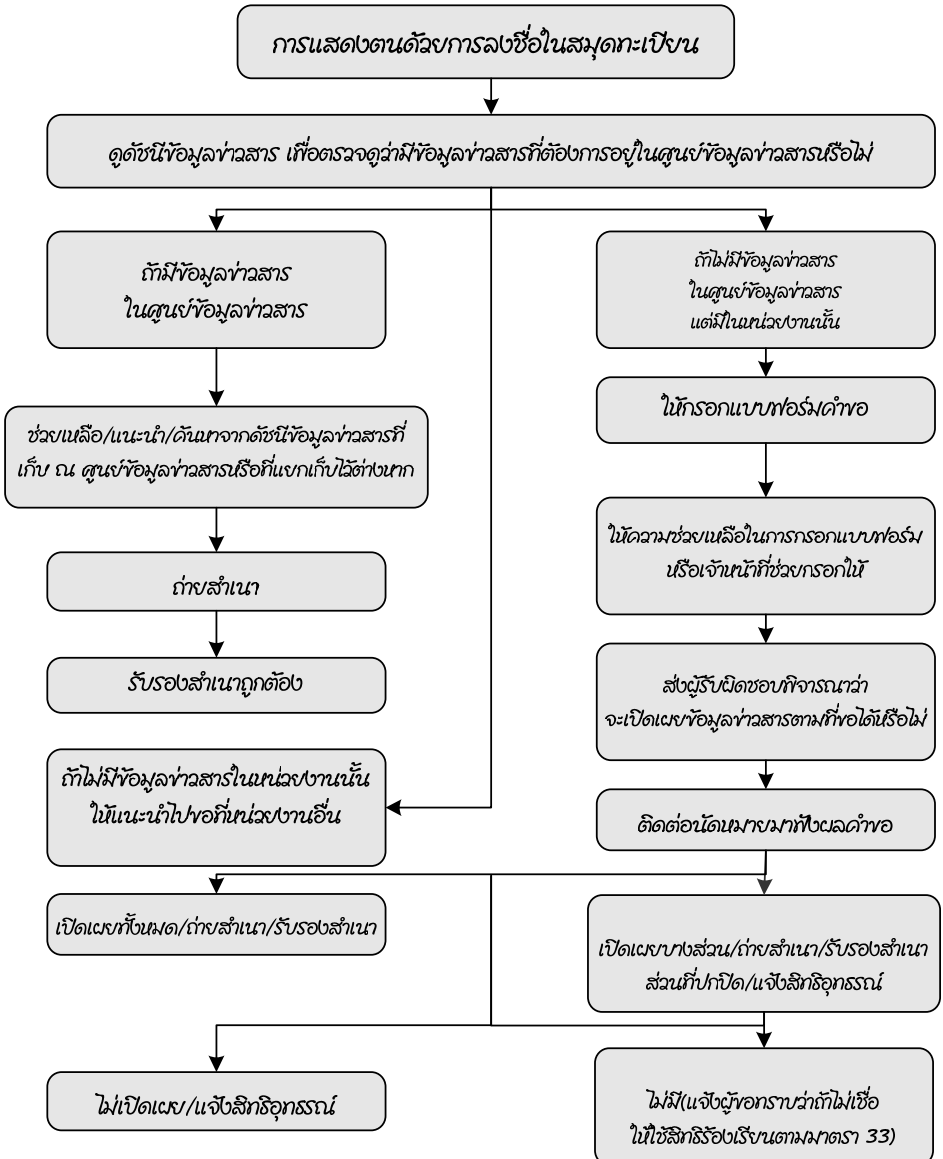 การแสดงตนด้วยการลงชื่อในสมุดทะเบียน
ดูดัชนีข้อมูลข่าวสาร เพื่อตรวจดูว่ามีข้อมูลข่าวสารที่ต้องการอยู่ในศูนย์ข้อมูลข่าวสารหรือไม่
ถ้ามีข้อมูลข่าวสาร
ในศูนย์ข้อมูลข่าวสาร
ช่วยเหลือ/แนะนำ/ค้นหาจากดัชนีข้อมูลข่าวสารที่
เก็บ ณ ศูนย์ข้อมูลข่าวสารหรือที่แยกเก็บไว้ต่างหาก
ถ่ายสำเนา
รับรองสำเนาถูกต้อง
ถ้าไม่มีข้อมูลข่าวสารในหน่วยงานนั้น
ให้แนะนำไปขอที่หน่วยงานอื่น
ถ้าไม่มีข้อมูลข่าวสาร
ในศูนย์ข้อมูลข่าวสาร
แต่มีในหน่วยงานนั้น
ให้กรอกแบบฟอร์มคำขอ
ให้ความช่วยเหลือในการกรอกแบบฟอร์ม
หรือเจ้าหน้าที่ช่วยกรอกให้
ส่งผู้รับผิดชอบพิจารณาว่า
จะเปิดเผยข้อมูลข่าวสารตามที่ขอได้หรือไม่
ติดต่อนัดหมายมาฟังผลคำขอ
เปิดเผยทั้งหมด/ถ่ายสำเนา/รับรองสำเนา
เปิดเผยบางส่วน/ถ่ายสำเนา/รับรองสำเนา
ส่วนที่ปกปิด/แจ้งสิทธิอุทธรณ์
ไม่เปิดเผย/แจ้งสิทธิอุทธรณ์
ไม่มี(แจ้งผู้ขอทราบว่าถ้าไม่เชื่อ
ให้ใช้สิทธิร้องเรียนตามมาตรา 33)